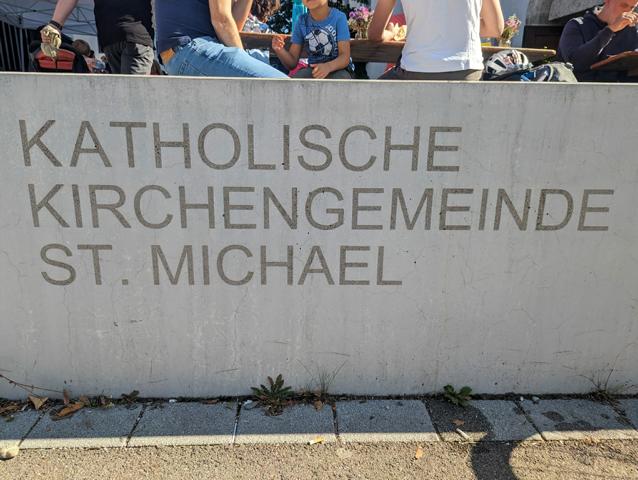 KATHOLISCHE
KIRCHENGEMEINDE
ST. MICHAEL